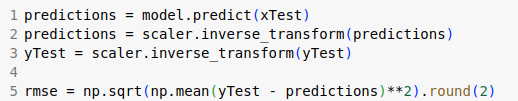 1 predictions = model.predict(xTest)
2 predictions = scaler.inverse_transform(predictions)
3 yTest = scaler.inverse_transform(yTest)
4
5 rmse = np.sqrt(np.mean(yTest - predictions)**2).round(2)